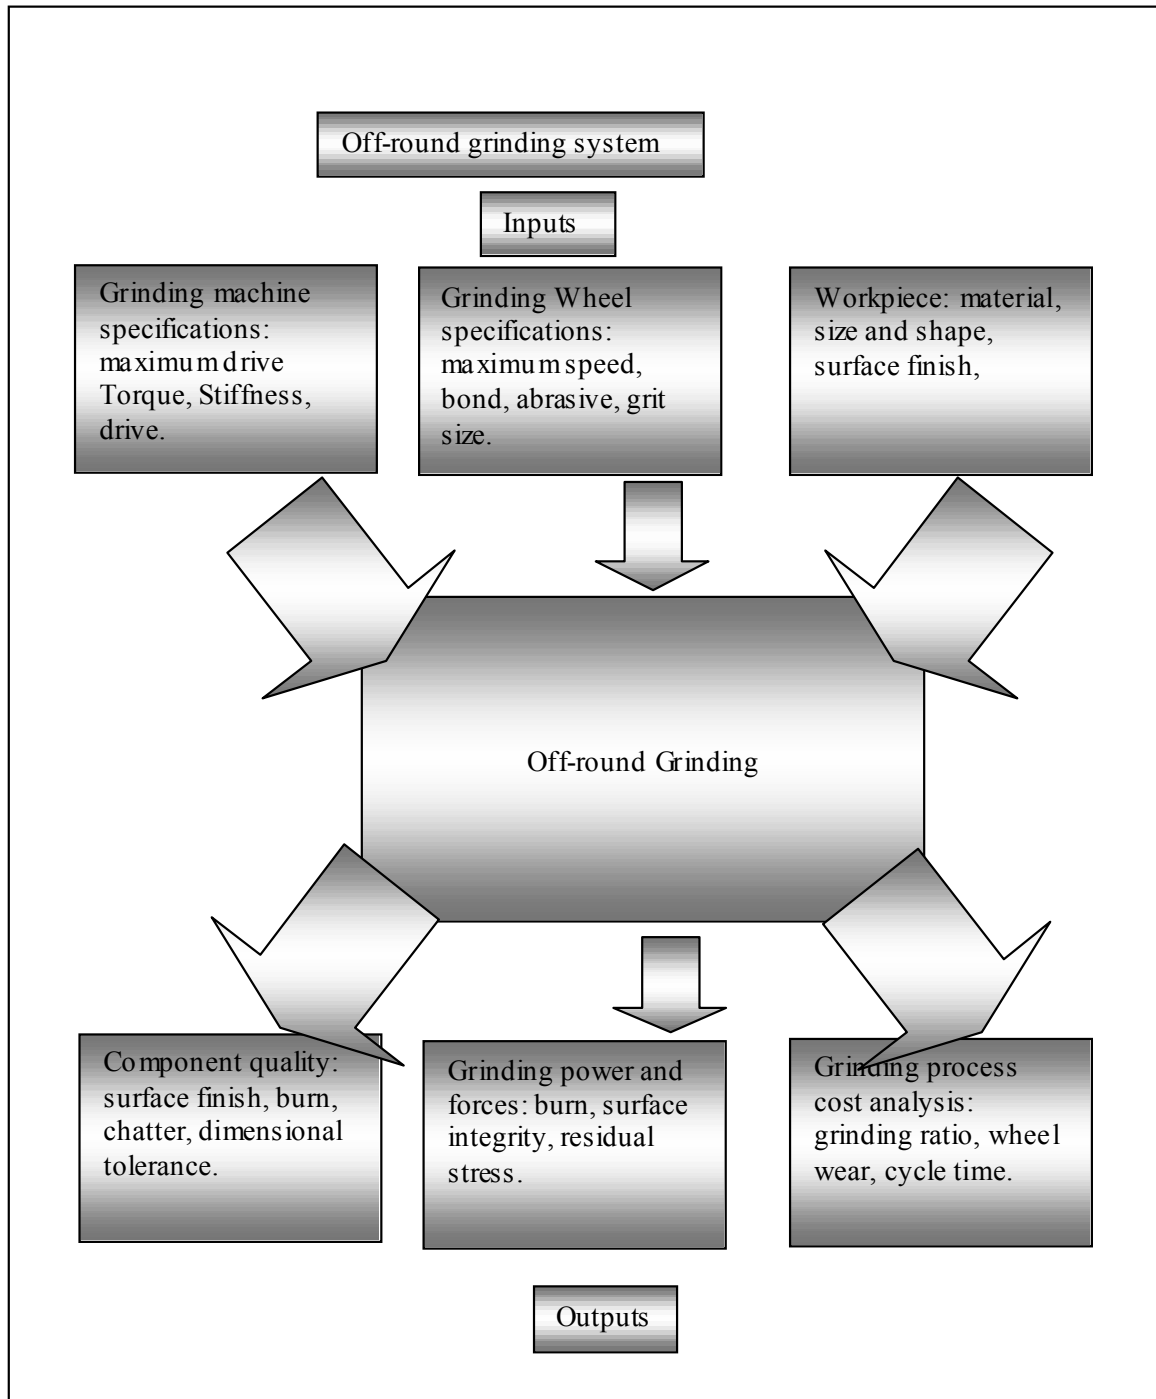 Off-round grinding system
Inputs
Grinding machine
specifications:
maximum drive
Torque, Stiffness,
drive.
Grinding Wheel
specifications:
maximum speed,
bond, abrasive, grit
size.
Workpiece: material,
size and shape,
surface finish,
Off-round Grinding
Component quality:
surface finish, burn,
chatter, dimensional
tolerance.
Grinding power and
forces: burn, surface
integrity, residual
stress.
Grinding process
cost analysis:
grinding ratio, wheel
wear, cycle time.
Outputs